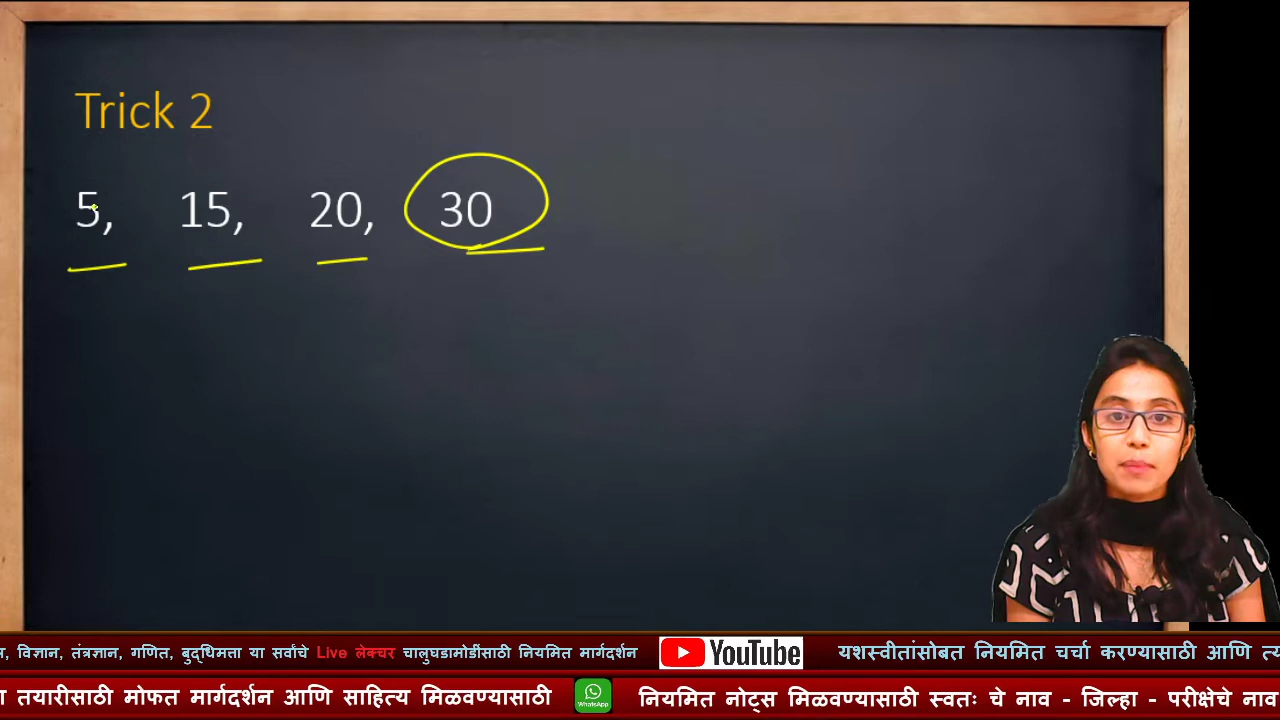 Trick 2
5, 15, 20, 30
विज्ञान, तंत्रज्ञान, गणित, बुद्धिमत्ता या सर्वांचे Live लेक्चर चालुघडामोडींसाठी नियमित मार्गदर्शन YouTube यशस्वीतांसोबत नियमित चर्चा करण्यासाठी आणि
तयारीसाठी मोफत मार्गदर्शन आणि साहित्य मिळवण्यासाठी WhatsApp नियमित नोट्स मिळवण्यासाठी स्वतः चे नाव - जिल्हा - परीक्षेचे नाव